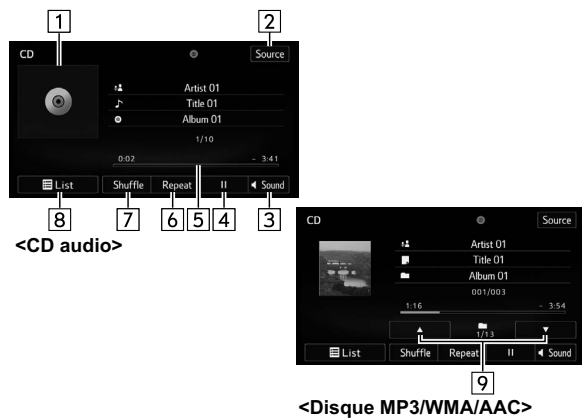 1
2
CD
Source
Artist 01
Title 01
Album 01
1/10
0:02
- 3:41
List
Shuffle
Repeat
Sound
8
7
6
5
4
3
<CD audio>
CD
Source
Artist 01
Title 01
Album 01
001/003
1:16
- 3:54
1/13
List
Shuffle
Repeat
Sound
9
<Disque MP3/WMA/AAC>